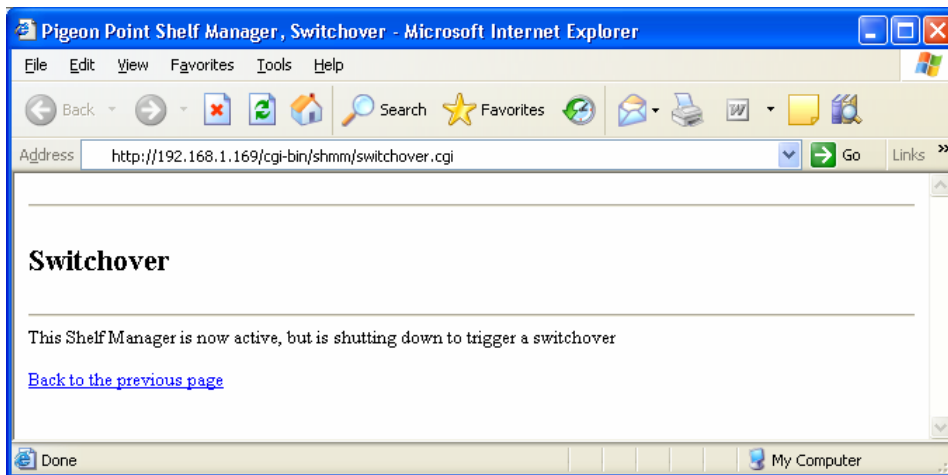 Pigeon Point Shelf Manager, Switchover - Microsoft Internet Explorer
File Edit View Favorites Tools Help
Back Search Favorites W
Address http://192.168.1.169/cgi-bin/shmm/switchover.cgi Go Links »
Switchover
This Shelf Manager is now active, but is shutting down to trigger a switchover
Back to the previous page
Done My Computer